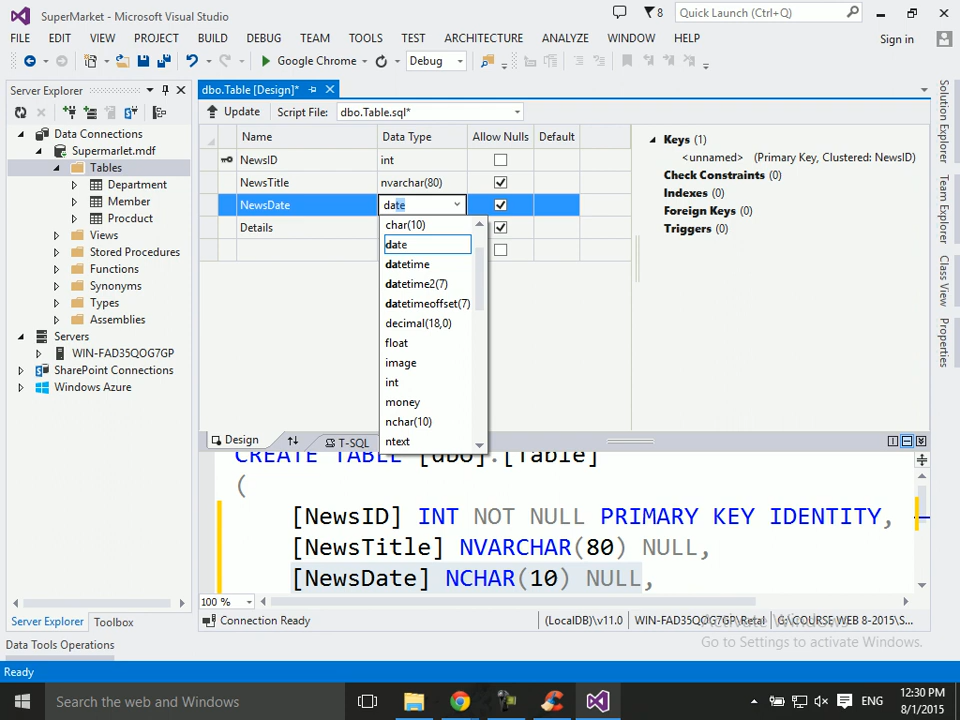 SuperMarket - Microsoft Visual Studio
8
Quick Launch (Ctrl+Q)
FILE EDIT VIEW PROJECT BUILD DEBUG TEAM TOOLS TEST ARCHITECTURE ANALYZE WINDOW HELP
Sign in
Google Chrome
Debug
Server Explorer
dbo.Table [Design]*
Update
Script File:
dbo.Table.sql*
Data Connections
Supermarlet.mdf
Tables
Department
Member
Procduct
Views
Stored Procedures
Functions
Synonyms
Types
Assemblies
Servers
WIN-FAD35QOG7GP
SharePoint Connections
Windows Azure
Name Data Type Allow Nulls Default
NewsID int
NewsTitle nvarchar(80)
NewsDate date
Details
char(10)
date
datetime
datetime2(7)
datetimeoffset(7)
decimal(18,0)
float
image
int
money
nchar(10)
ntext
Keys (1)
<unnamed> (Primary Key, Clustered: NewsID)
Check Constraints (0)
Indexes (0)
Foreign Keys (0)
Triggers (0)
Solution Explorer
Team Explorer
Class View
Properties
Design
T-SQL
CREATE TABLE [dbo].[Table]
(
[NewsID] INT NOT NULL PRIMARY KEY IDENTITY,
[NewsTitle] NVARCHAR(80) NULL,
[NewsDate] NCHAR(10) NULL,
100 %
Server Explorer
Toolbox
Connection Ready
(LocalDB)\v11.0
WIN-FAD35QOG7GP\Retal
G:\COURSE WEB 8-2015\S...
Activate Windows
Go to Settings to activate Windows.
Data Tools Operations
Ready
Search the web and Windows
ENG
12:30 PM
8/1/2015